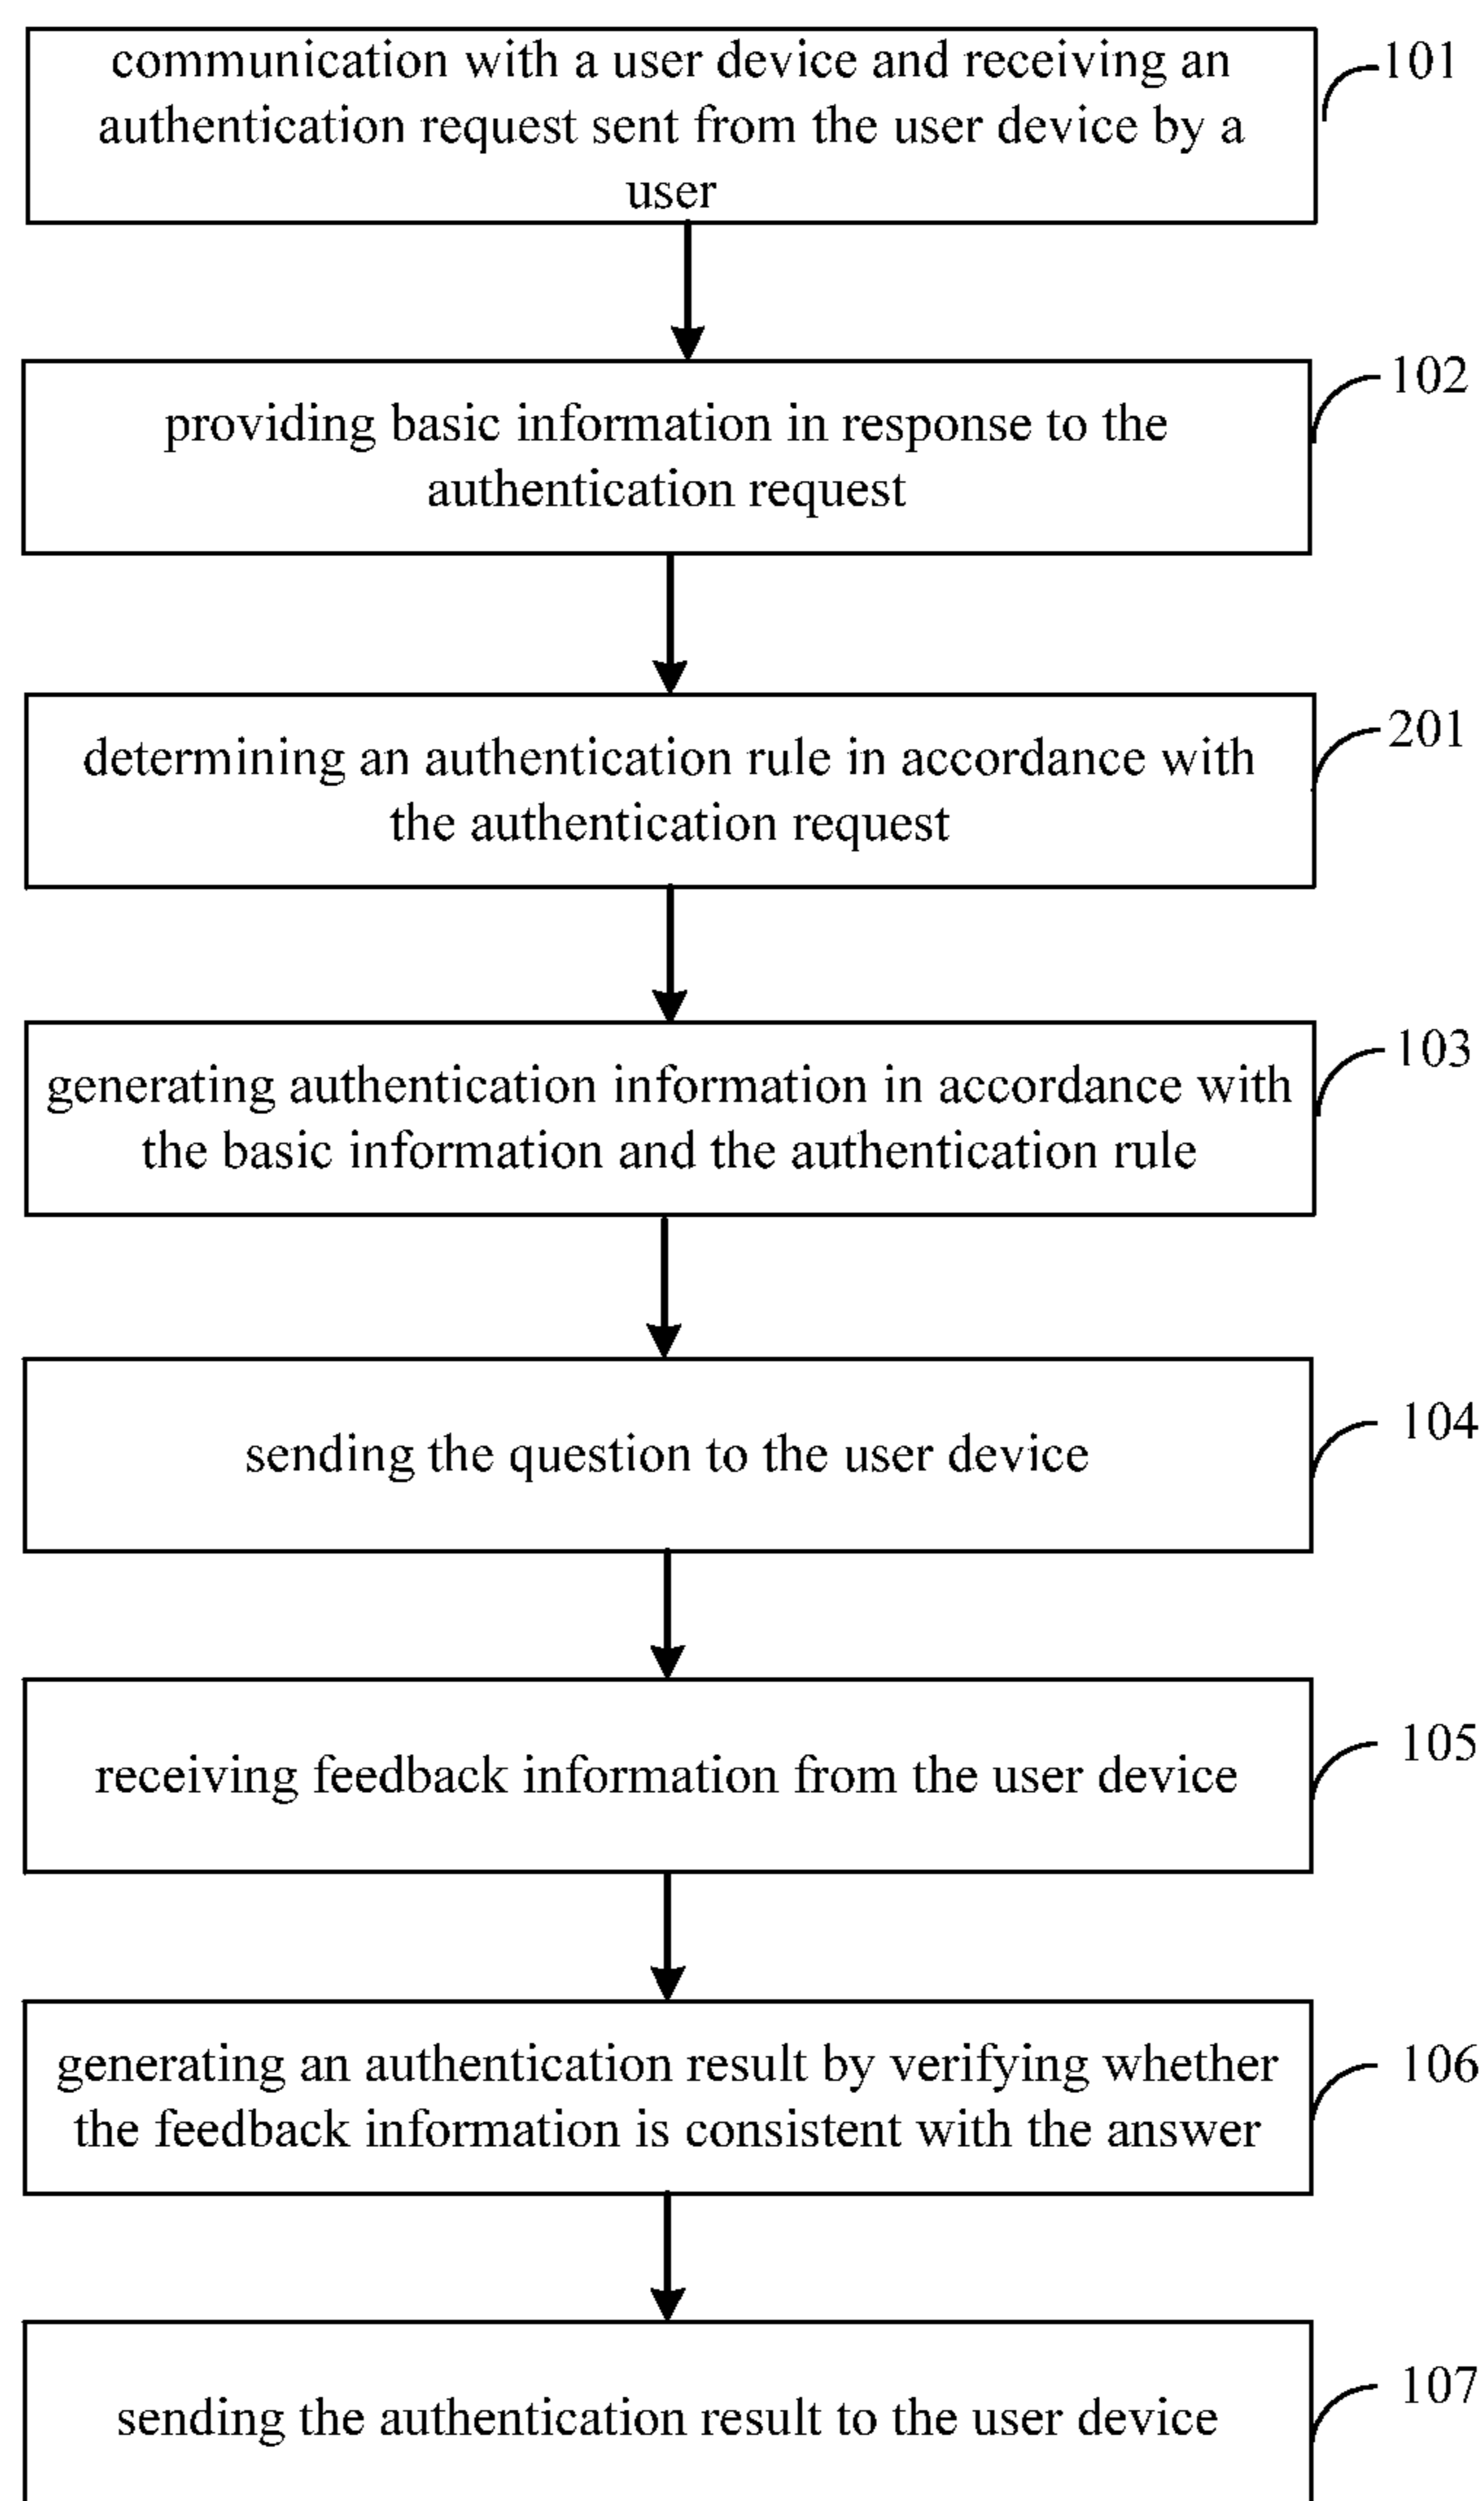 communication with a user device and receiving an
authentication request sent from the user device by a
user
101
providing basic information in response to the
authentication request
102
determining an authentication rule in accordance with
the authentication request
201
generating authentication information in accordance with
the basic information and the authentication rule
103
sending the question to the user device
104
receiving feedback information from the user device
105
generating an authentication result by verifying whether
the feedback information is consistent with the answer
106
sending the authentication result to the user device
107